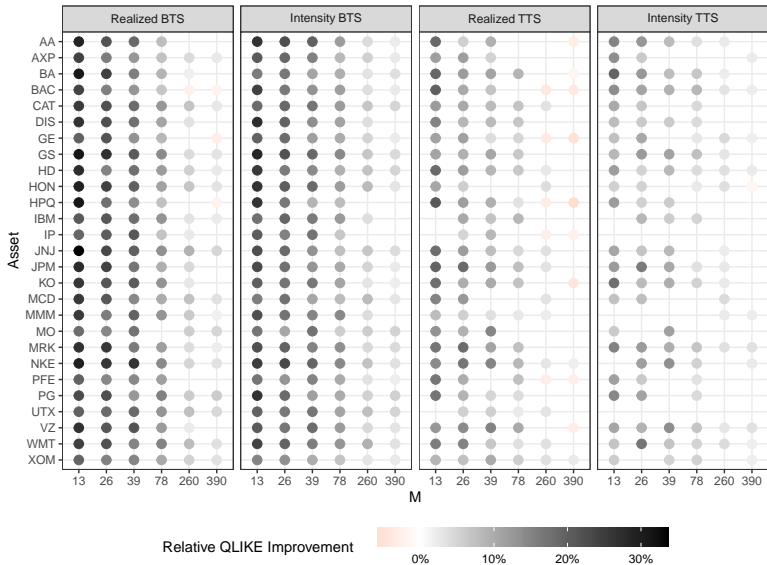 Realized BTS Intensity BTS Realized TTS Intensity TTS
AA
AXP
BA
BAC
CAT
DIS
GE
GS
HD
HON
HPQ
IBM
IP
JNJ
JPM
KO
MCD
MMM
MO
MRK
NKE
PFE
PG
UTX
VZ
WMT
XOM
Asset
13 26 39 78 260 390 13 26 39 78 260 390 13 26 39 78 260 390 13 26 39 78 260 390
M
Relative QLIKE Improvement
0% 10% 20% 30%